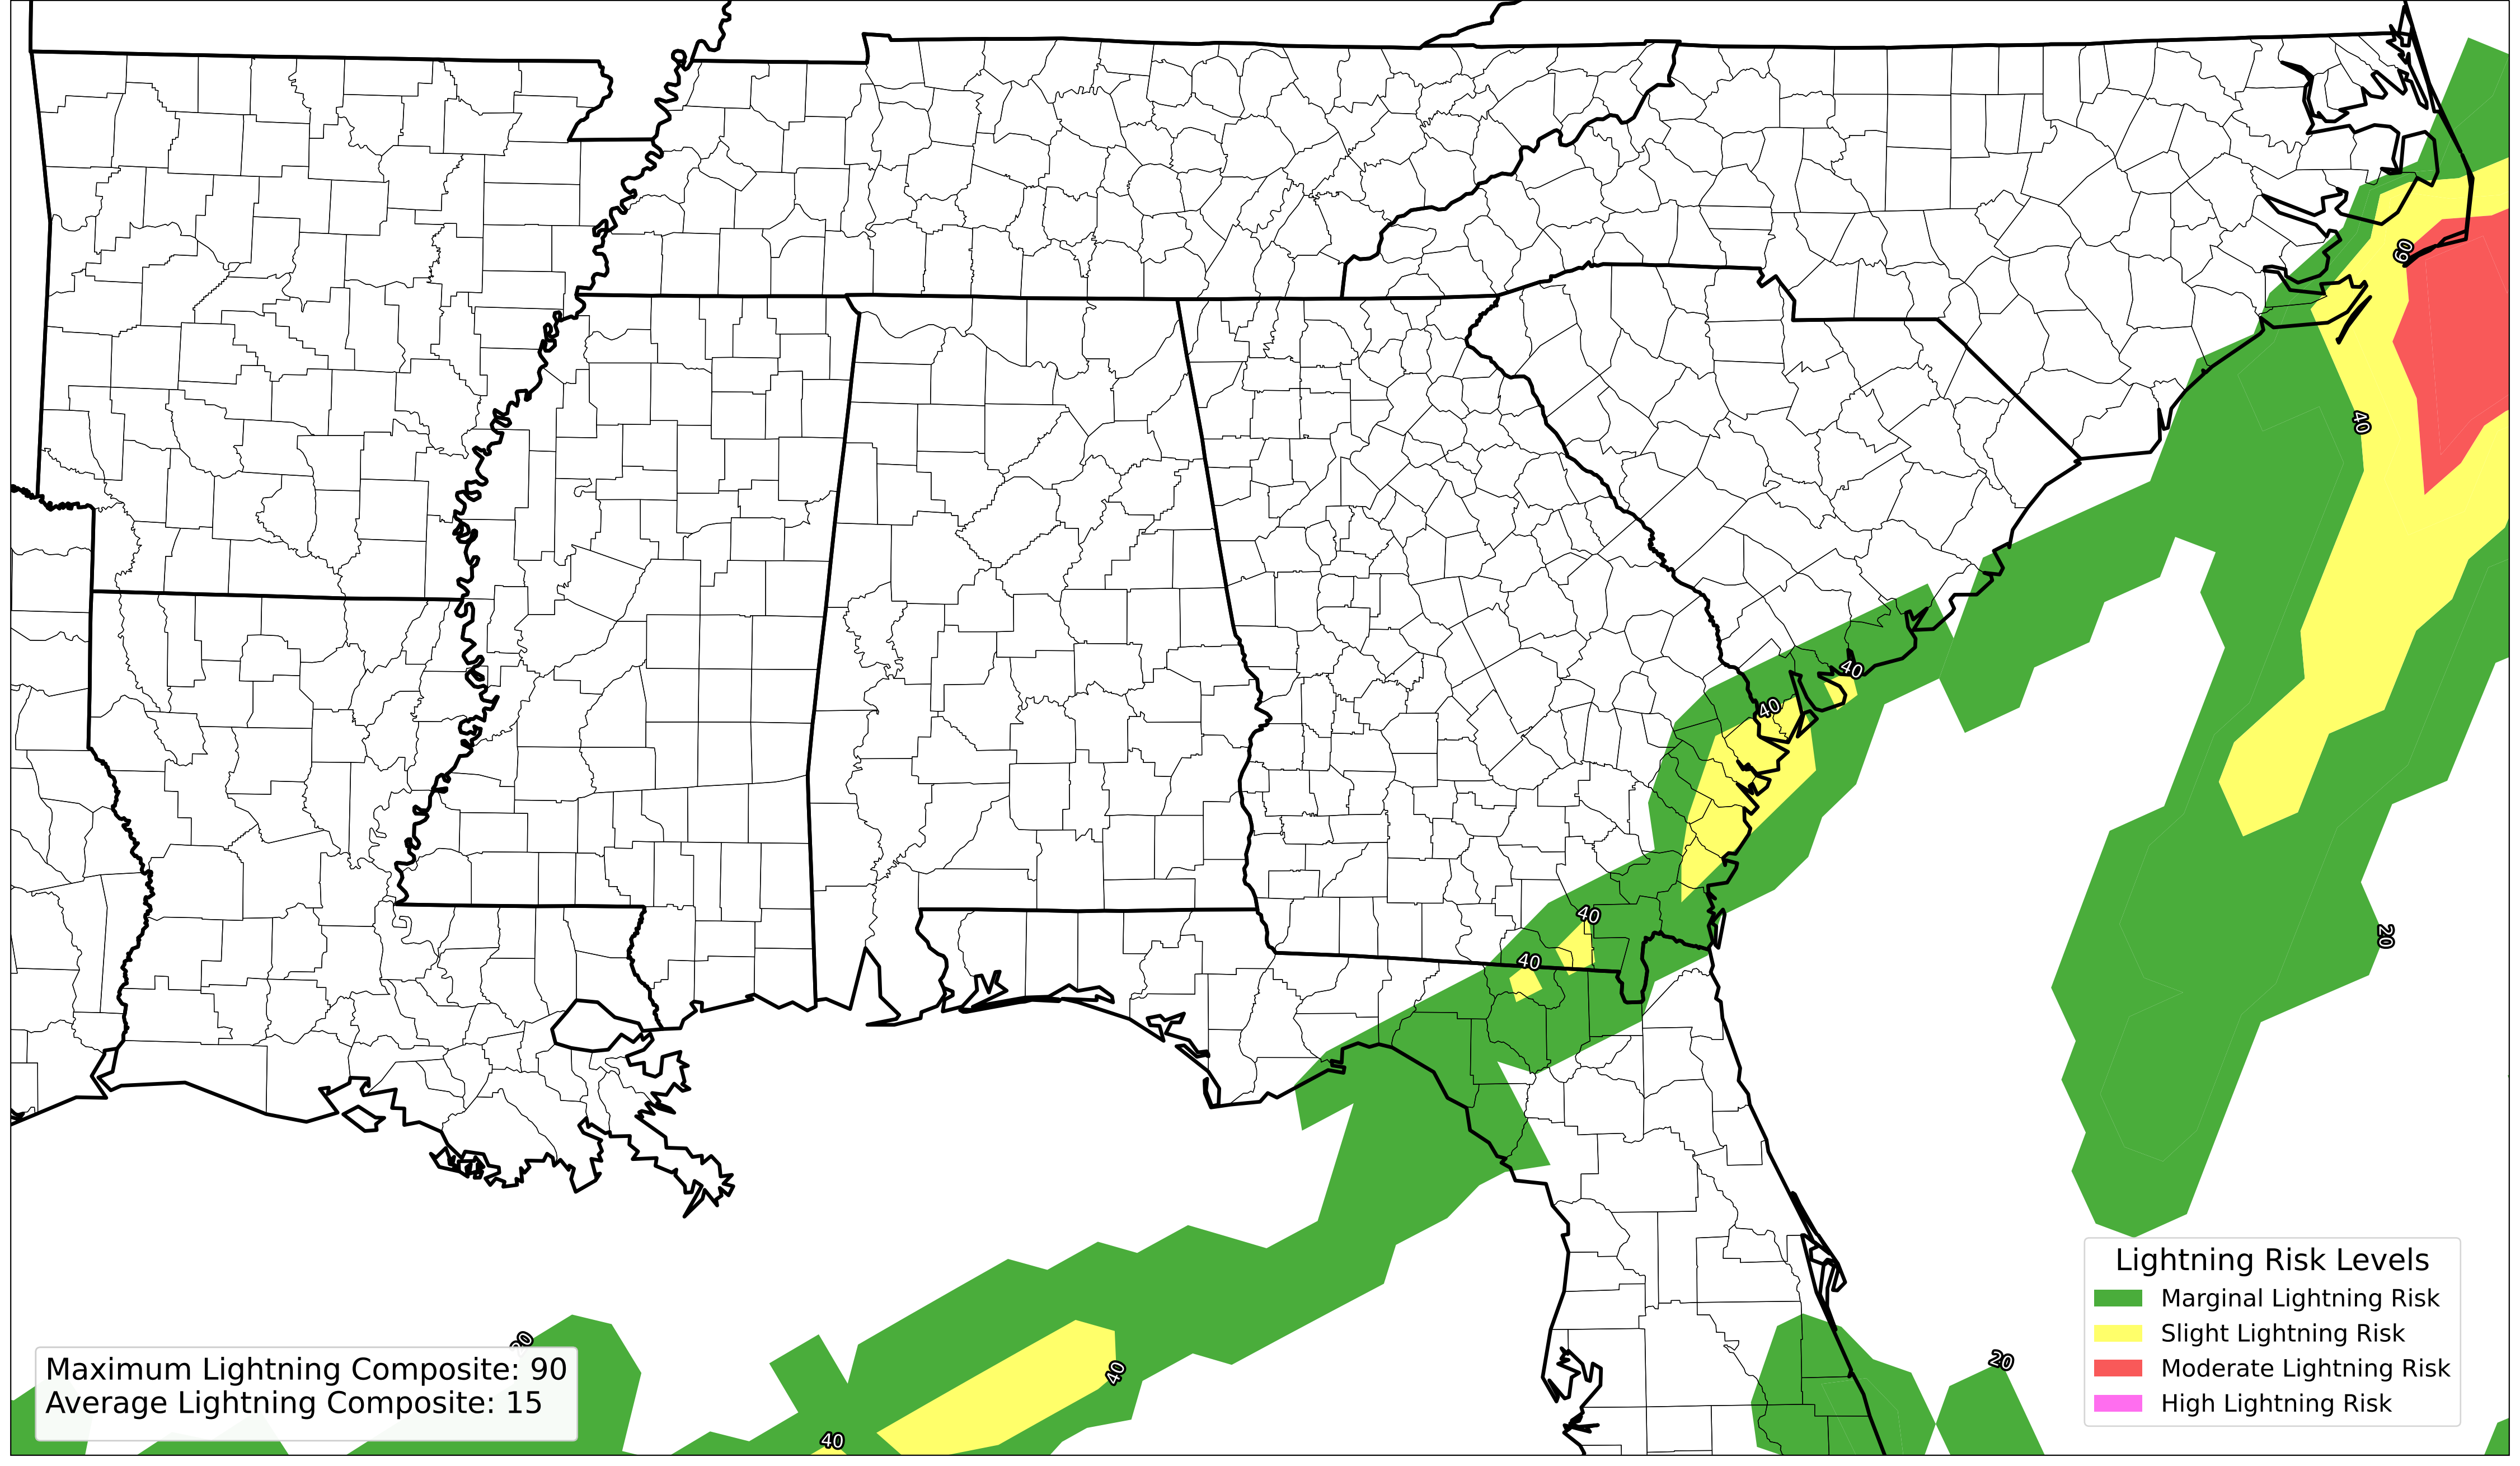 60
40
40
40
40
40
20
40
20
40
Lightning Risk Levels
Marginal Lightning Risk
Slight Lightning Risk
Moderate Lightning Risk
High Lightning Risk
Maximum Lightning Composite: 90
Average Lightning Composite: 15